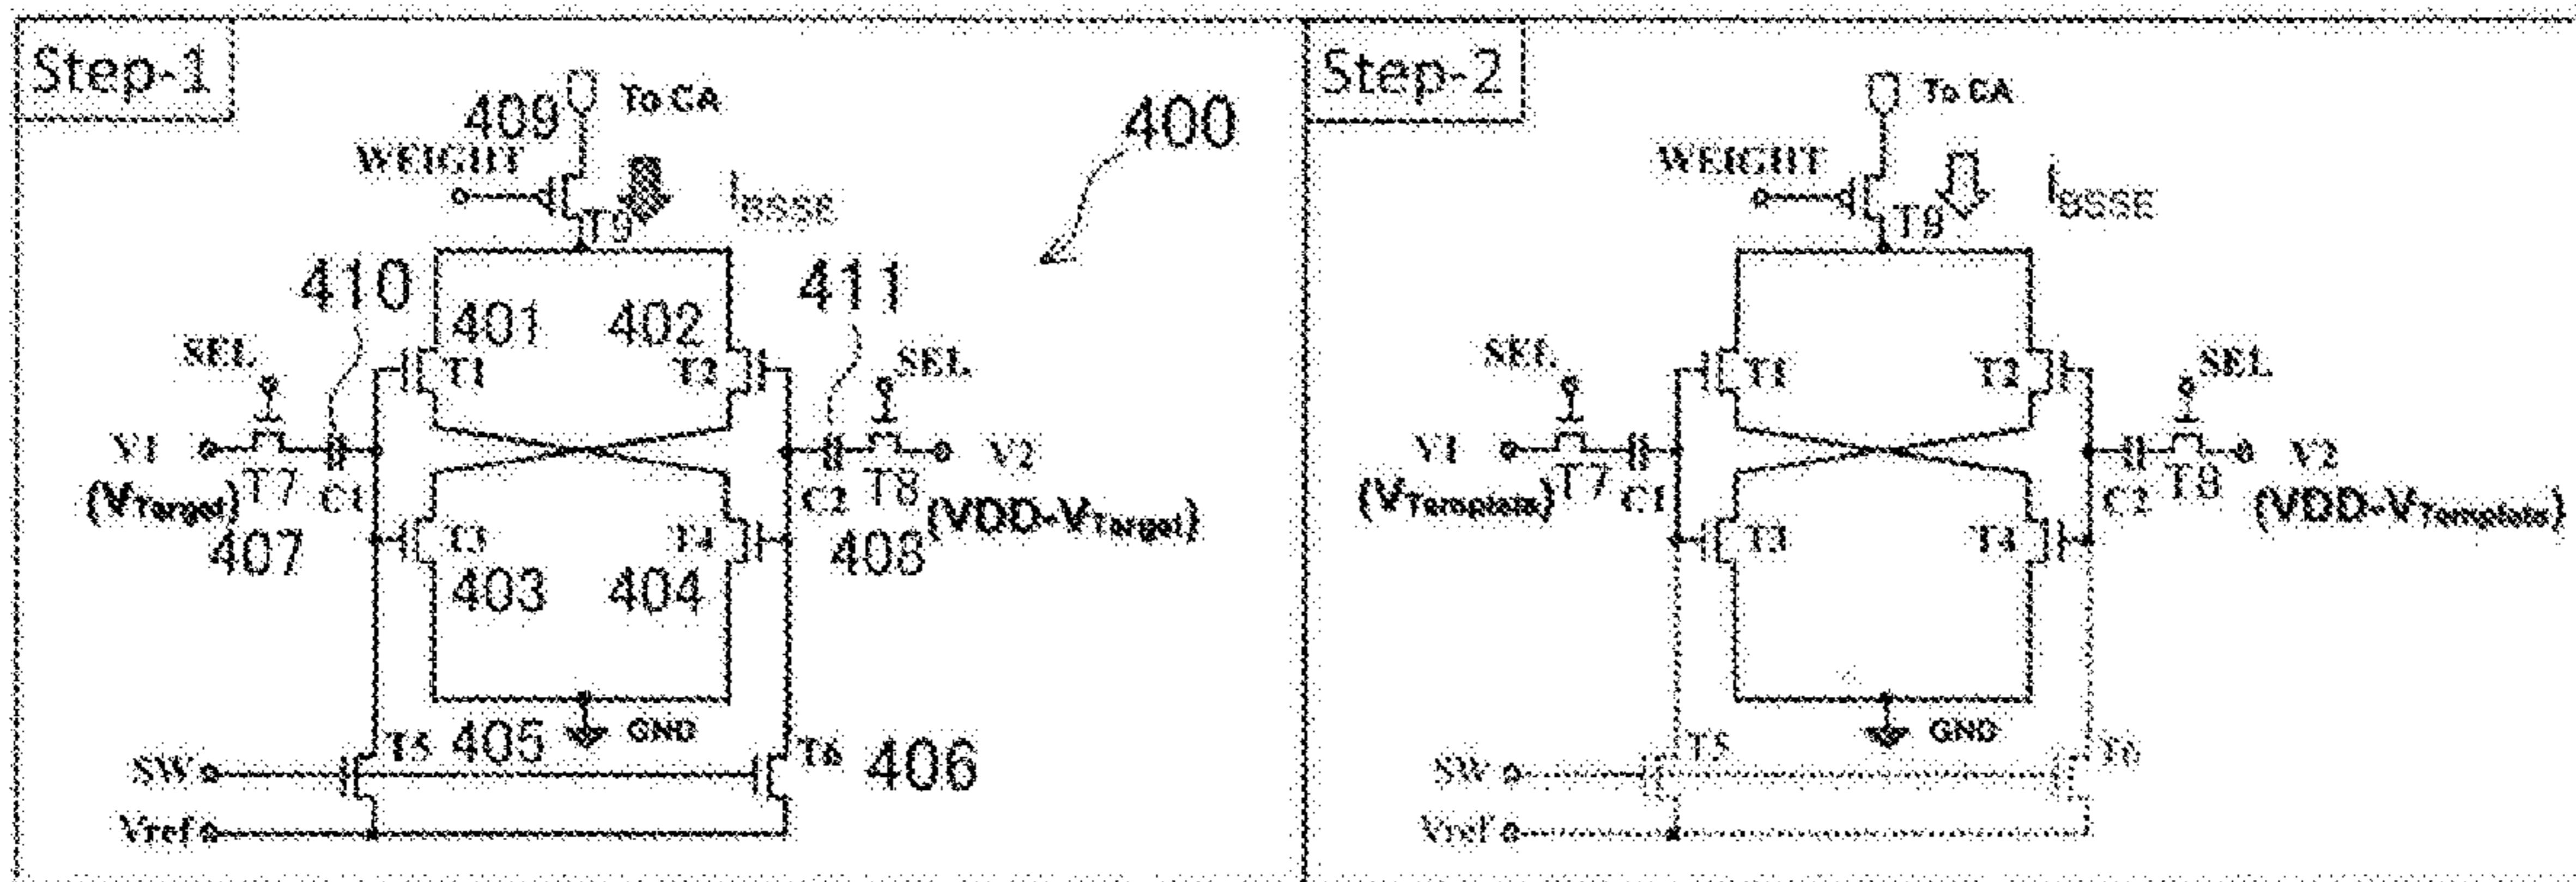 Step-1
409
To CA
400
WEIGHT
T9
IBSSE
410
401
402
411
SEL
T1
T2
SEL
V1
(VTarget)
T7
C1
C2
T8
V2
(VDD-VTarget)
407
T3
T4
408
403
404
T5
405
GND
T6
406
SW
Vref
Step-2
To CA
WEIGHT
T9
IBSSE
SEL
T1
T2
SEL
V1
(VTemplate)
T7
C1
C2
V2
(VDD-VTemplate)
T3
T4
GND
T5
T6
SW
Vref